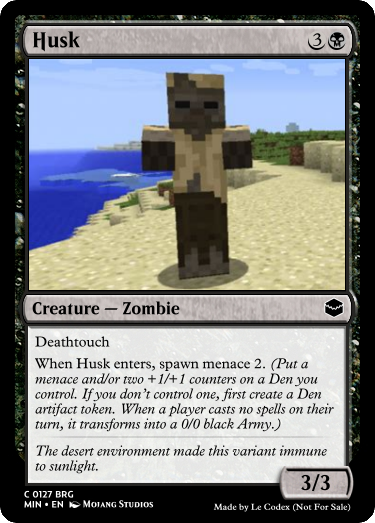 Husk 3
Creature — Zombie
Deathtouch
When Husk enters, spawn menace 2. (Put a
menace and/or two +1/+1 counters on a Den you
control. If you don't control one, first create a Den
artifact token. When a player casts no spells on their
turn, it transforms into a 0/0 black Army.)
The desert environment made this variant immune
to sunlight.
3/3
C 0127 BRG
MIN • EN Mojang Studios
Made by Le Codex (Not For Sale)